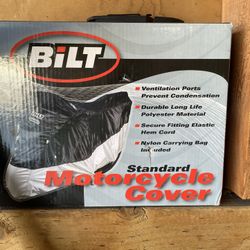 BiLT
Ventilation Ports
Prevent Condensation
Durable Long Life
Polyester Material
Secure Fitting Elastic
Hem Cord
Nylon Carrying Bag
Included
Standard
Motorcycle
Cover